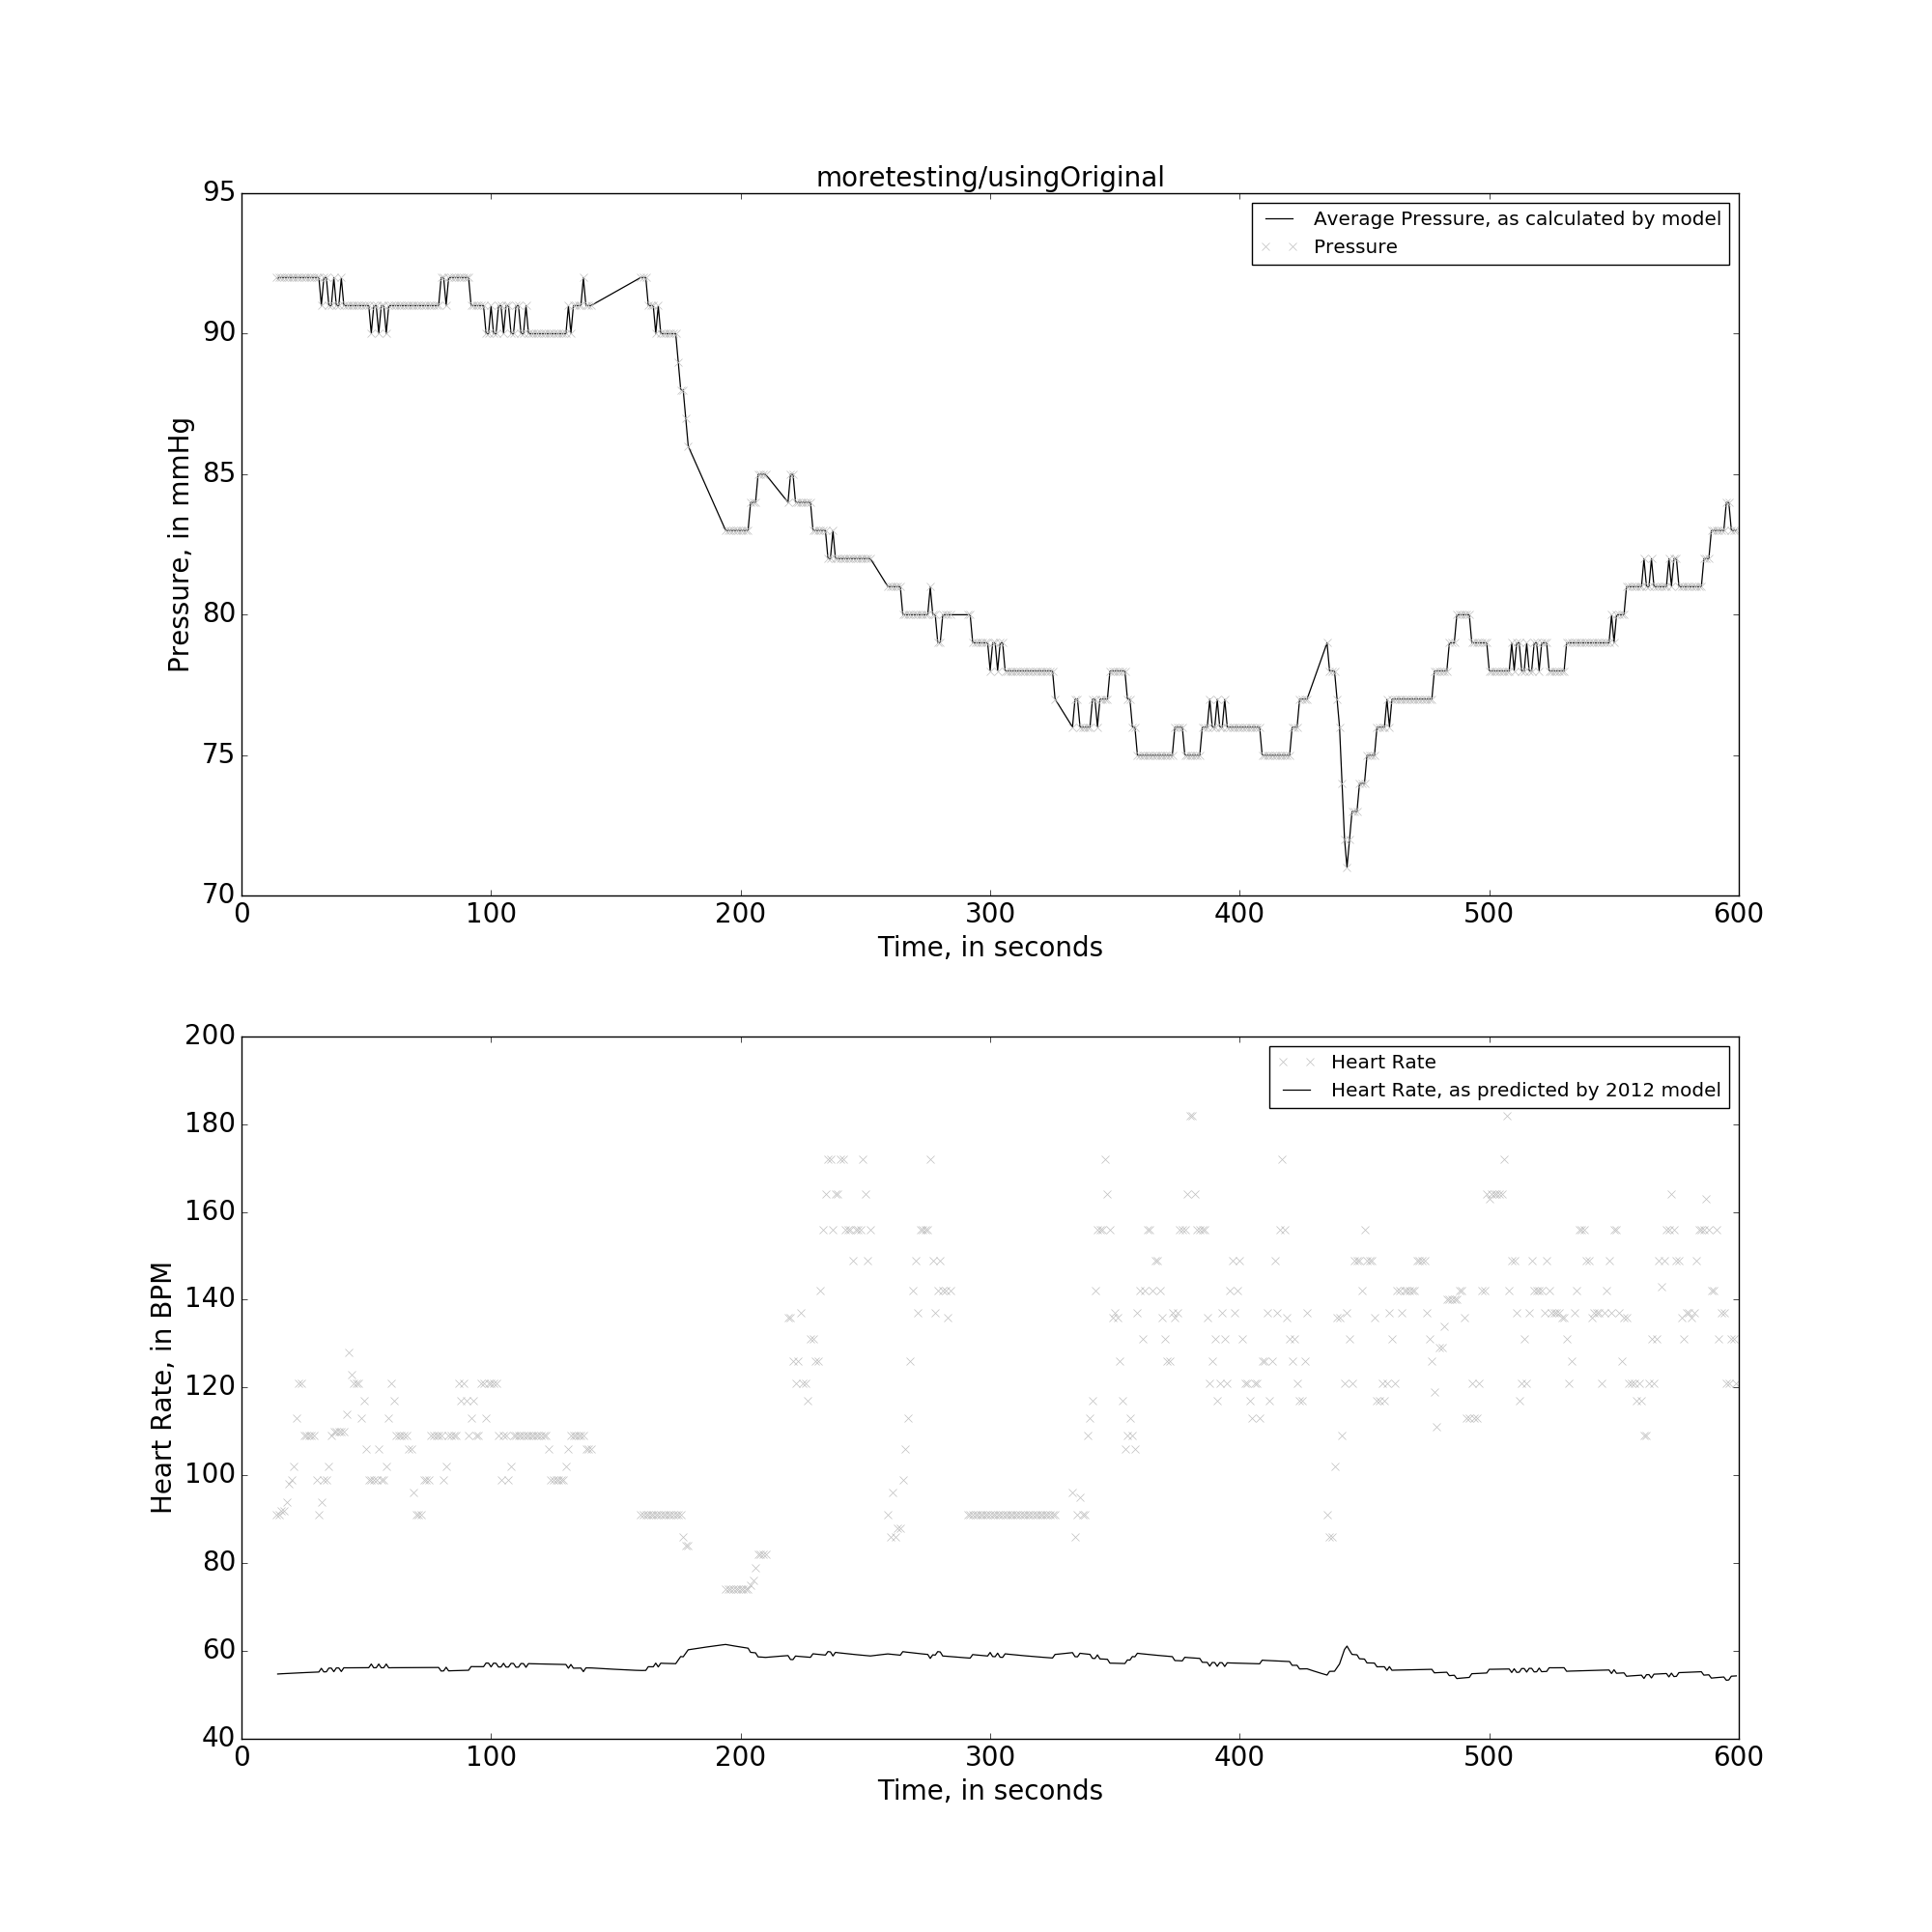 moretesting/usingOriginal
95
90
85
80
75
70
Pressure, in mmHg
Average Pressure, as calculated by model
Pressure
0 100 200 300 400 500 600
Time, in seconds
200
180
160
140
120
100
80
60
40
Heart Rate, in BPM
Heart Rate
Heart Rate, as predicted by 2012 model
0 100 200 300 400 500 600
Time, in seconds